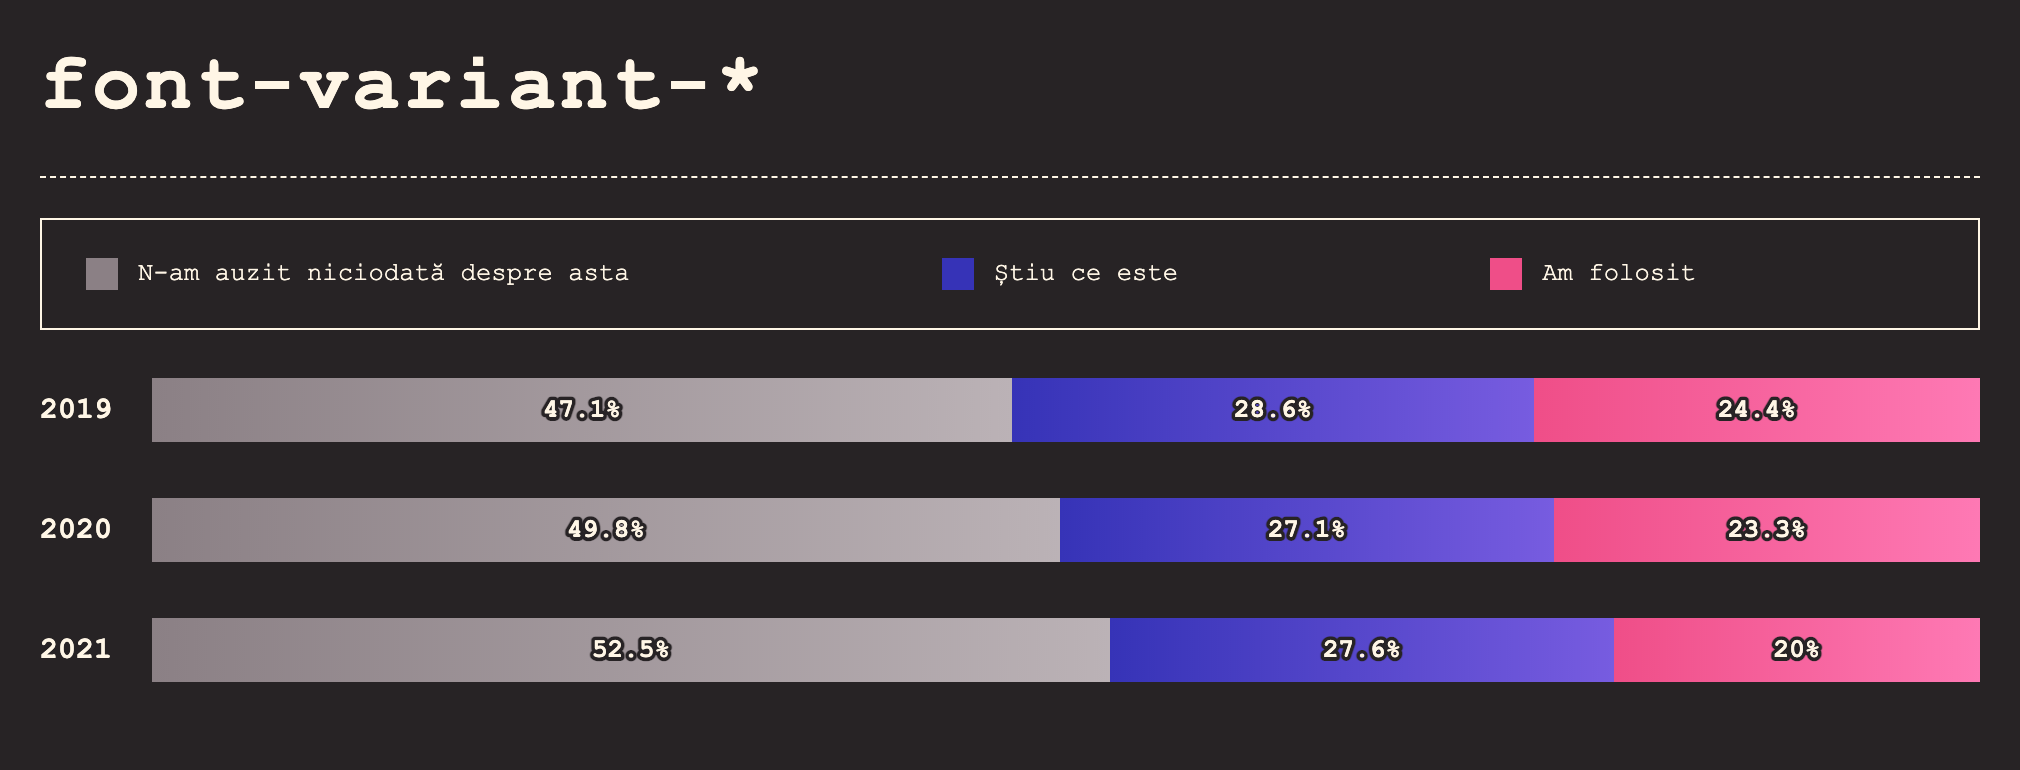 font-variant-*
N-am auzit niciodată despre asta Știu ce este Am folosit
2019 47.1% 28.6% 24.4%
2020 49.8% 27.1% 23.3%
2021 52.5% 27.6% 20%